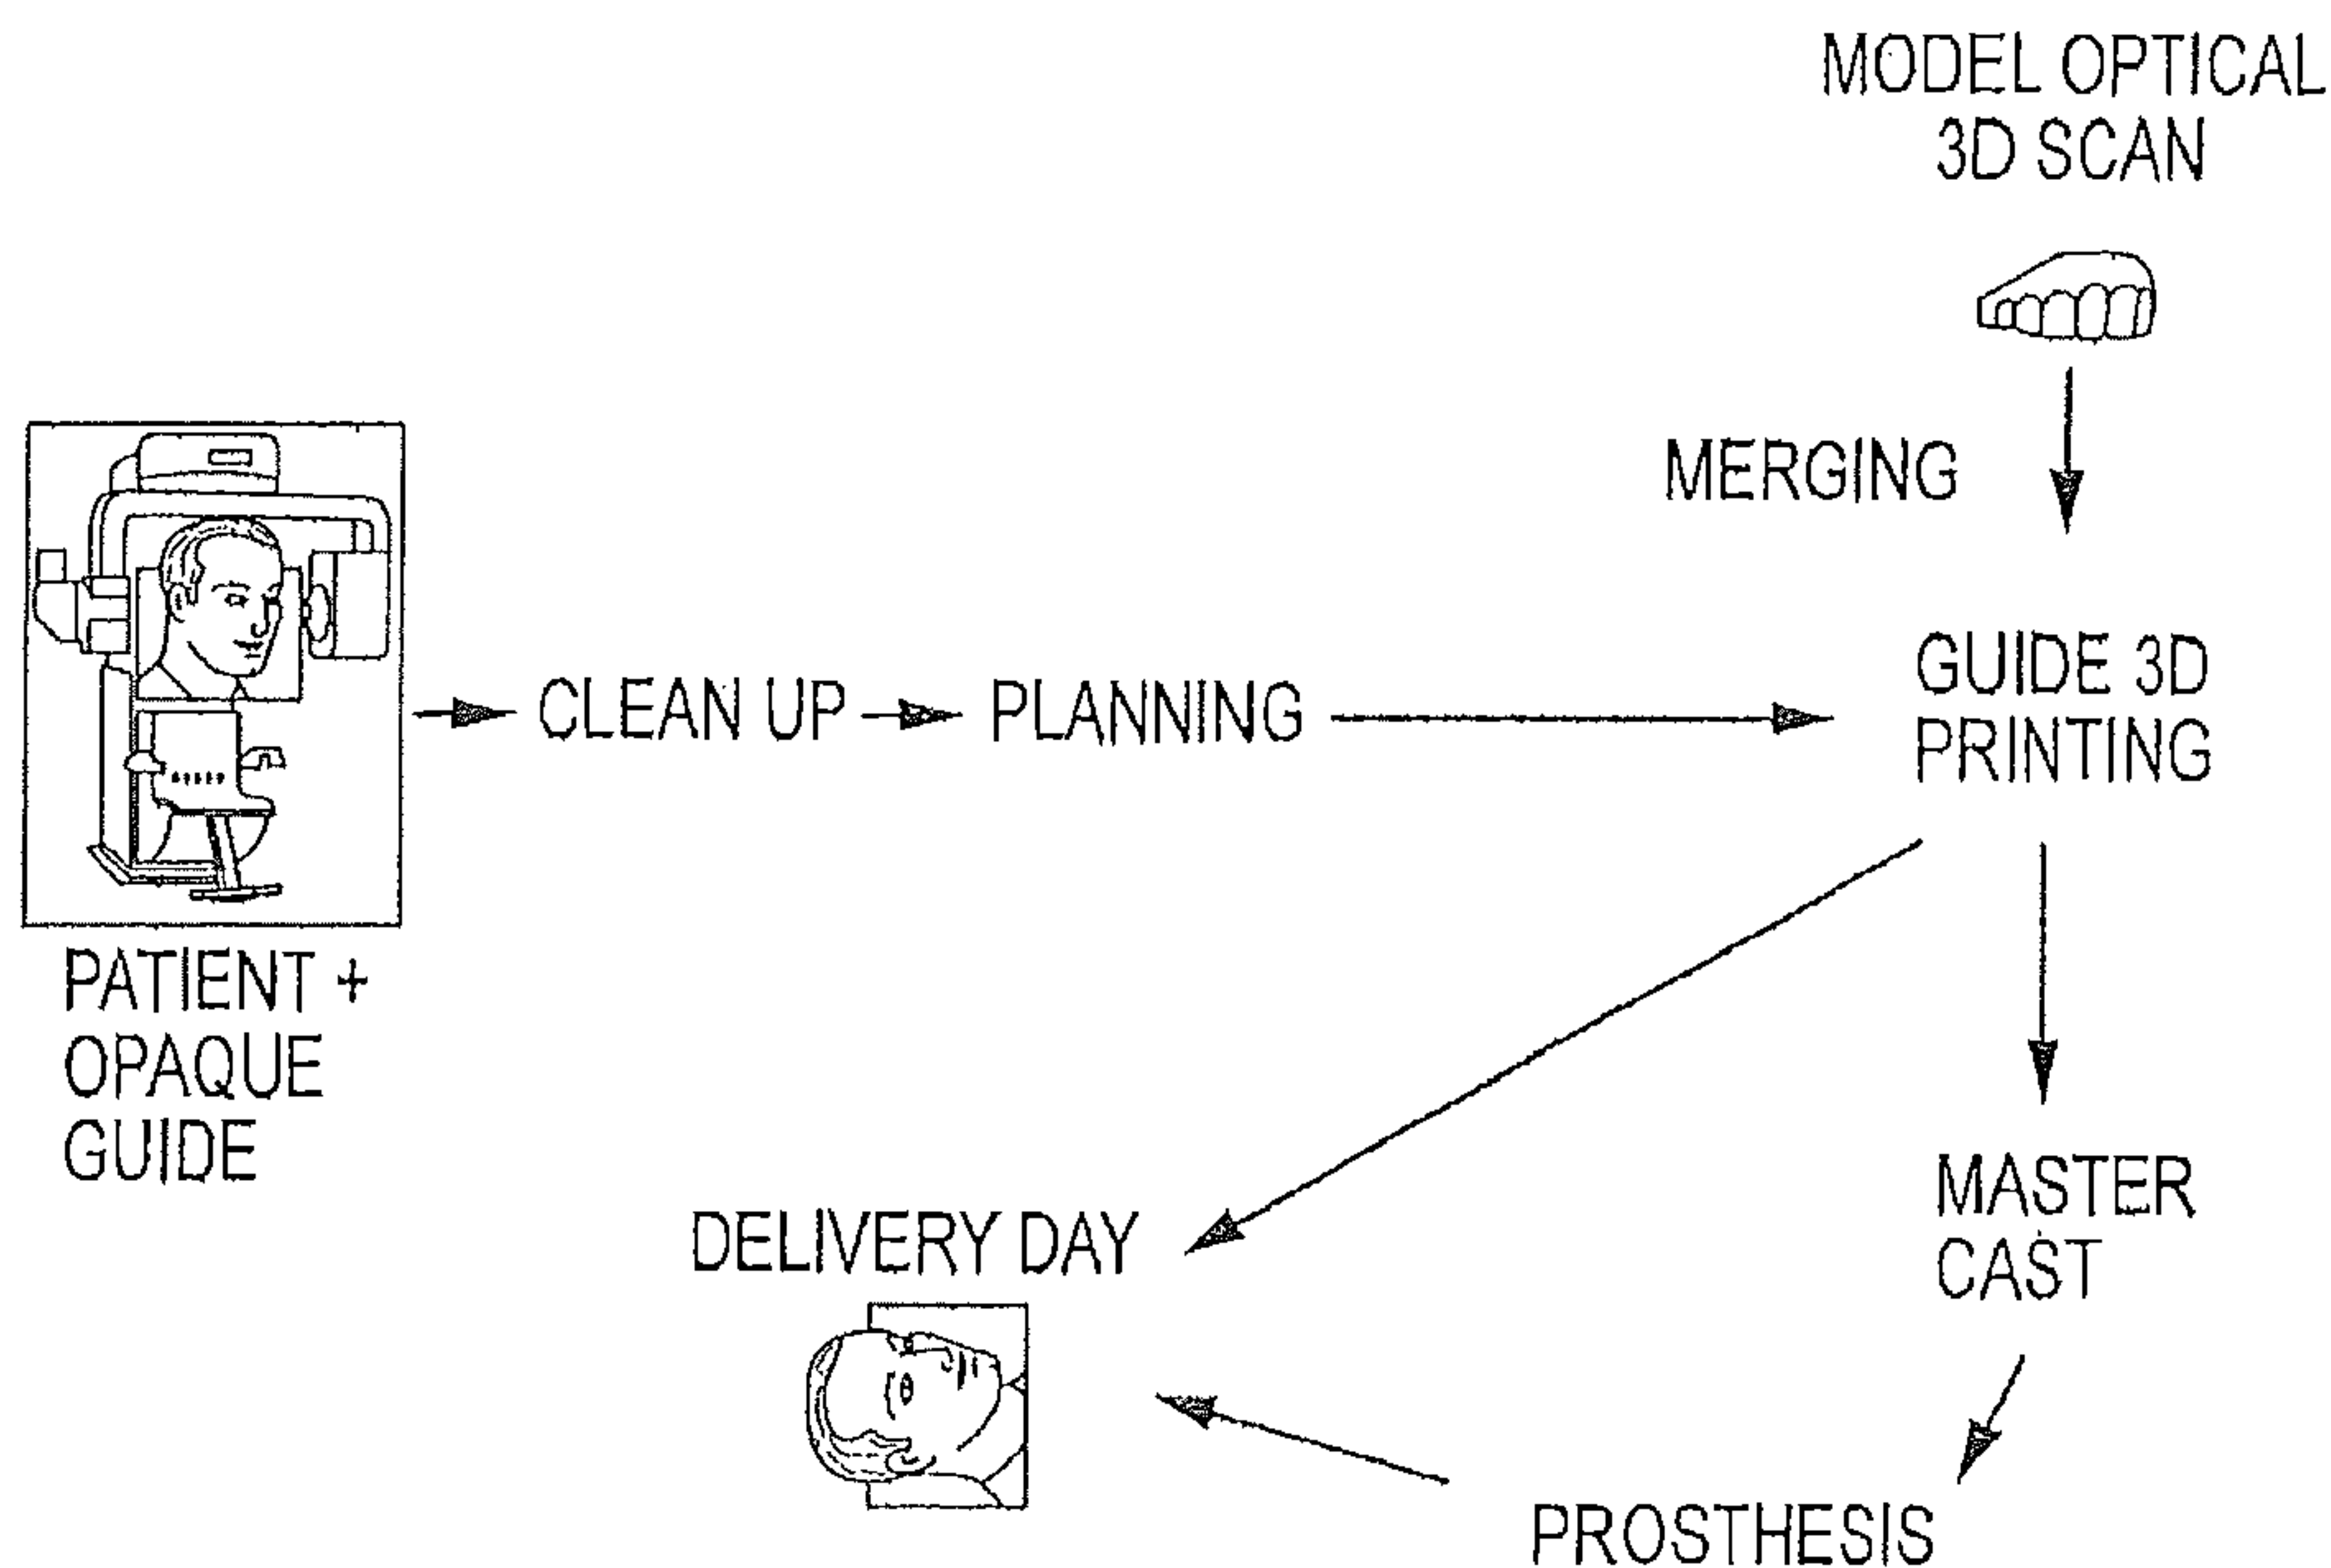 MODEL OPTICAL
3D SCAN
MERGING
GUIDE 3D
PRINTING
CLEAN UP
PLANNING
PATIENT +
OPAQUE
GUIDE
DELIVERY DAY
MASTER
CAST
PROSTHESIS